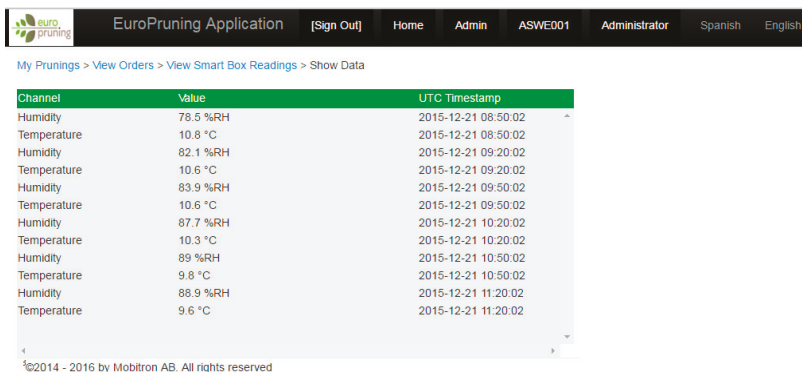 euro pruning EuroPruning Application [Sign Out] Home Admin ASWE001 Administrator Spanish English
My Prunings > View Orders > View Smart Box Readings > Show Data
Channel Value UTC Timestamp
Humidity 78.5 %RH 2015-12-21 08:50:02
Temperature 10.8 °C 2015-12-21 08:50:02
Humidity 82.1 %RH 2015-12-21 09:20:02
Temperature 10.6 °C 2015-12-21 09:20:02
Humidity 83.9 %RH 2015-12-21 09:50:02
Temperature 10.6 °C 2015-12-21 09:50:02
Humidity 87.7 %RH 2015-12-21 10:20:02
Temperature 10.3 °C 2015-12-21 10:20:02
Humidity 89 %RH 2015-12-21 10:50:02
Temperature 9.8 °C 2015-12-21 10:50:02
Humidity 88.9 %RH 2015-12-21 11:20:02
Temperature 9.6 °C 2015-12-21 11:20:02
©2014 - 2016 by Mobitron AB. All rights reserved